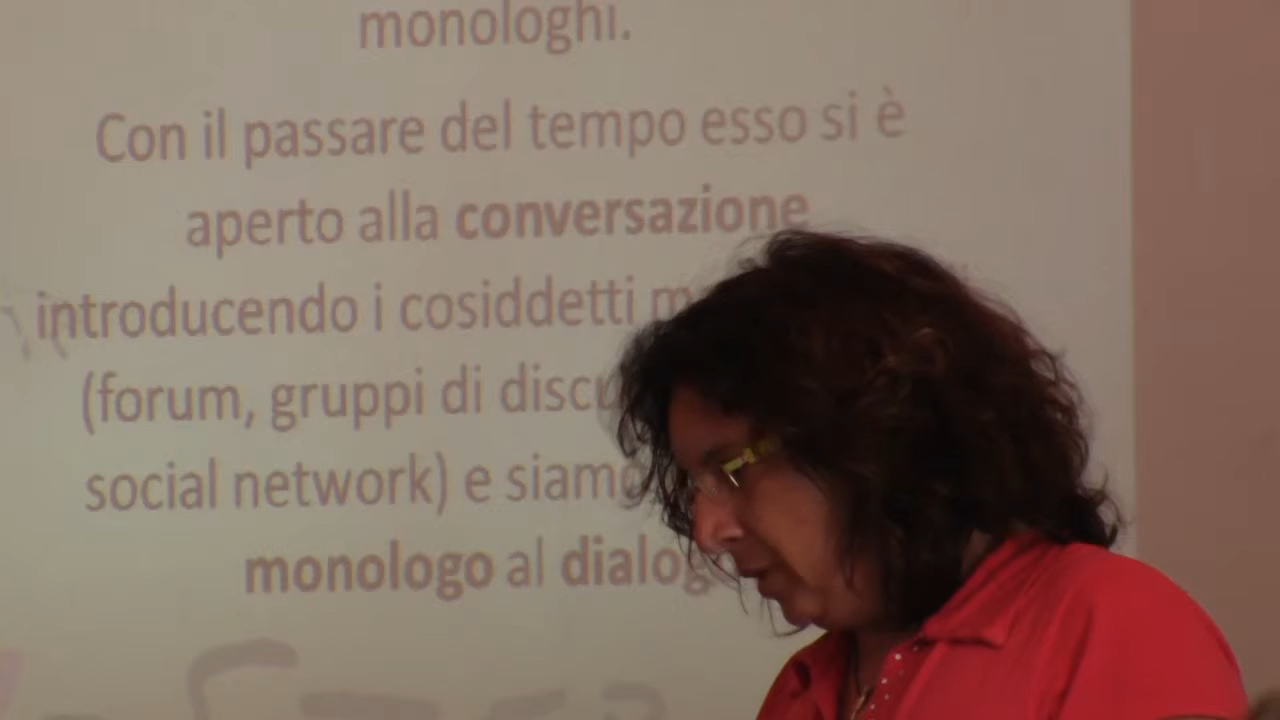 monologhi.
Con il passare del tempo esso si è
aperto alla conversazione
introducendo i cosiddetti
(forum, gruppi di
social network) e siamo
monologo al